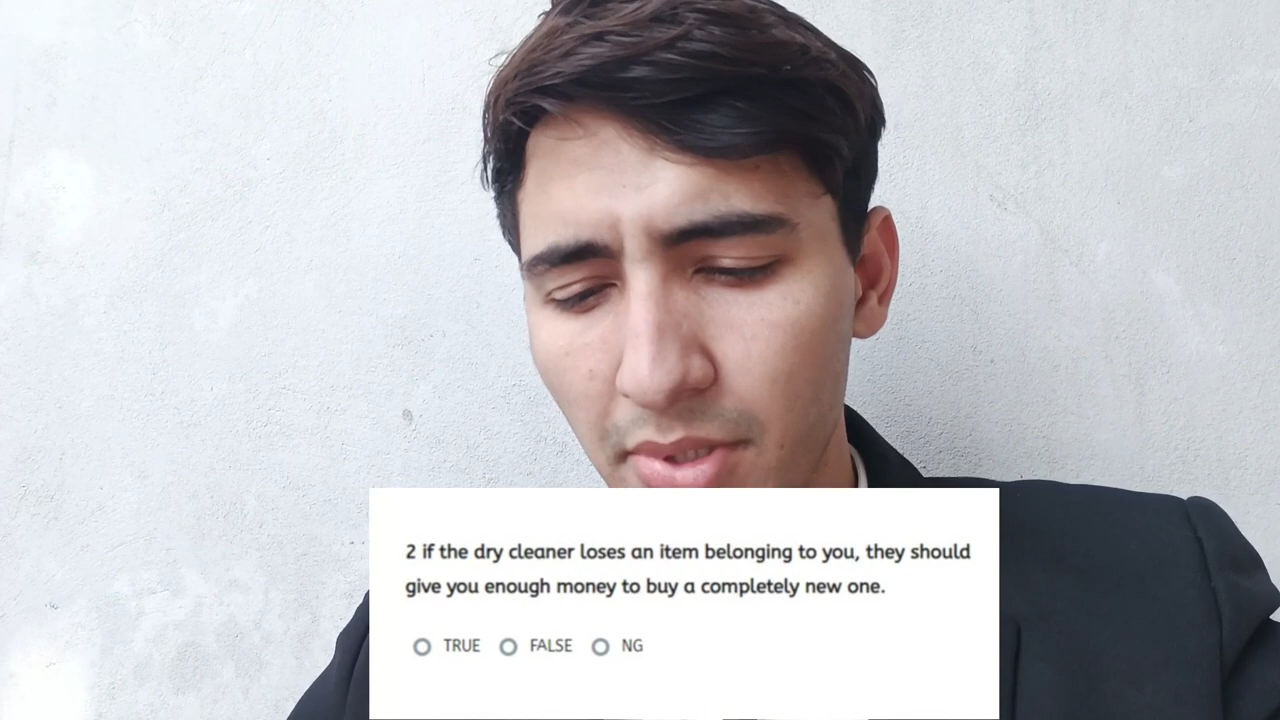 2 if the dry cleaner loses an item belonging to you, they should
give you enough money to buy a completely new one.
TRUE FALSE NG